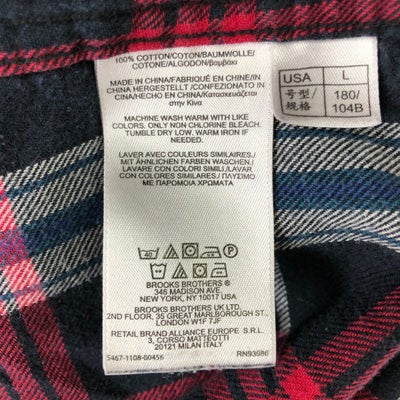 100% COTTON/COTON/BAUMWOLLE/
COTONE/ALGODON/βαμβάκι
MADE IN CHINA/FABRIQUÉ EN CHINE/IN
CHINA HERGESTELLT /CONFEZIONATO IN
CINA/HECHO EN CHINA/Κατασκευάζεται
στην Κίνα
MACHINE WASH WARM WITH LIKE
COLORS. ONLY NON CHLORINE BLEACH.
TUMBLE DRY LOW. WARM IRON IF
NEEDED.
LAVER AVEC COULEURS SIMILAIRES./
MIT ÄHNLICHEN FARBEN WASCHEN./
LAVARE CON COLORI SIMILI./
COLORES SIMILARES./ ΠΛΥΣΙΜΟ
ΜΕ ΠΑΡΟΜΟΙΑ ΧΡΩΜΑΤΑ
40
BROOKS BROTHERS ®
346 MADISON AVE.
NEW YORK, NY 10017 USA
BROOKS BROTHERS UK LTD.
2ND FLOOR, 35 GREAT MARLBOROUGH ST.,
LONDON W1F 7JF
RETAIL BRAND ALLIANCE EUROPE S.R.L.
3, CORSO MATTEOTTI
20121 MILAN ITALY
5467-1108-00456 RN93986
USA L
号型/ 180/
规格 104B